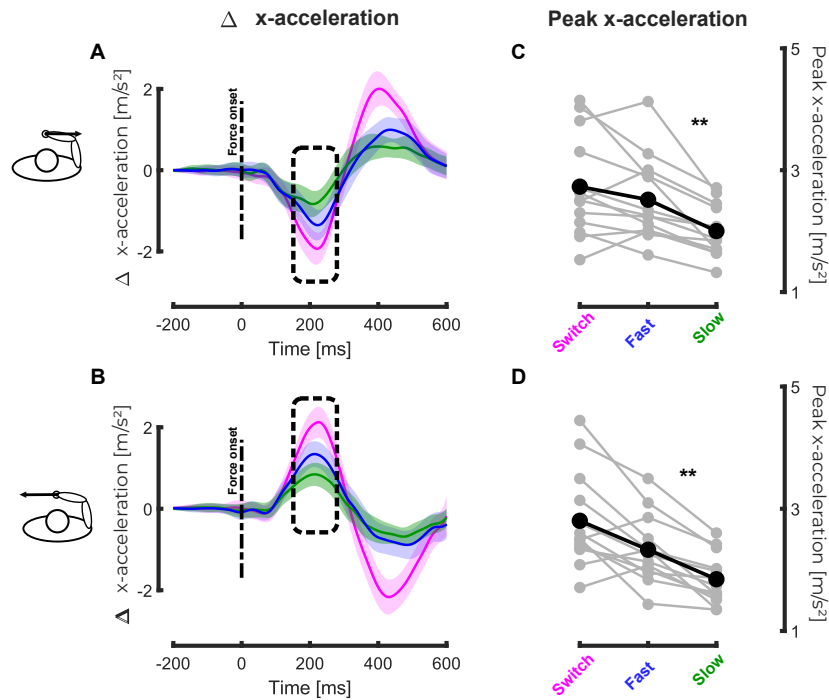 Δ x-acceleration
Peak x-acceleration
A
Δ x-acceleration [m/s²]
2
0
-2
Force onset
-200 0 200 400 600
Time [ms]
C
**
Peak x-acceleration [m/s²]
5
3
1
Switch Fast Slow
B
Δ x-acceleration [m/s²]
2
0
-2
Force onset
-200 0 200 400 600
Time [ms]
D
**
Peak x-acceleration [m/s²]
5
3
1
Switch Fast Slow